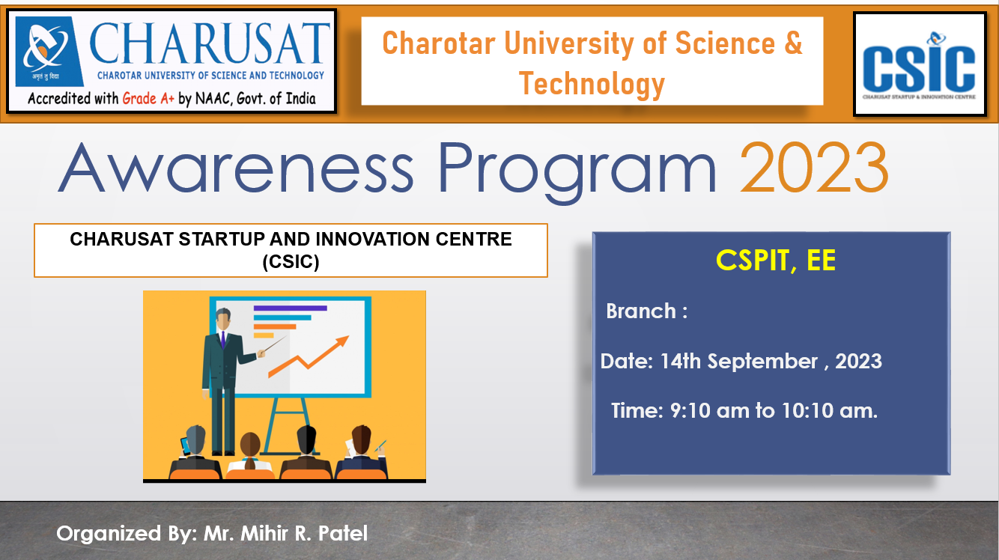 CHARUSAT
CHAROTAR UNIVERSITY OF SCIENCE AND TECHNOLOGY
अमृतं तु विद्या
Accredited with Grade A+ by NAAC, Govt. of India
Charotar University of Science &
Technology
CSIC
CHARUSAT STARTUP & INNOVATION CENTRE
Awareness Program 2023
CHARUSAT STARTUP AND INNOVATION CENTRE
(CSIC)
CSPIT, EE
Branch :
Date: 14th September , 2023
Time: 9:10 am to 10:10 am.
Organized By: Mr. Mihir R. Patel